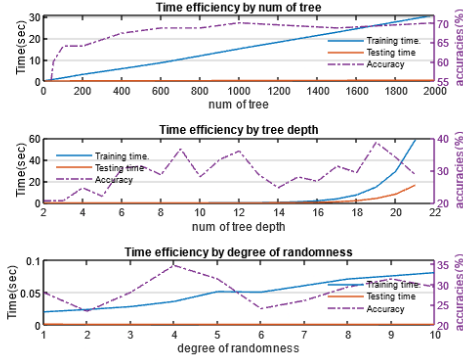 Time efficiency by num of tree
30
20
10
0
Time(sec)
70
65
60
55
accuracies(%)
Training time.
Testing time
Accuracy
0 200 400 600 800 1000 1200 1400 1600 1800 2000
num of tree
Time efficiency by tree depth
60
40
20
0
Time(sec)
40
30
20
accuracies(%)
Training time.
Testing time
Accuracy
2 4 6 8 10 12 14 16 18 20 22
num of tree depth
Time efficiency by degree of randomness
0.1
0.05
0
Time(sec)
35
30
25
20
accuracies(%)
Training time.
Testing time
Accuracy
1 2 3 4 5 6 7 8 9 10
degree of randomness